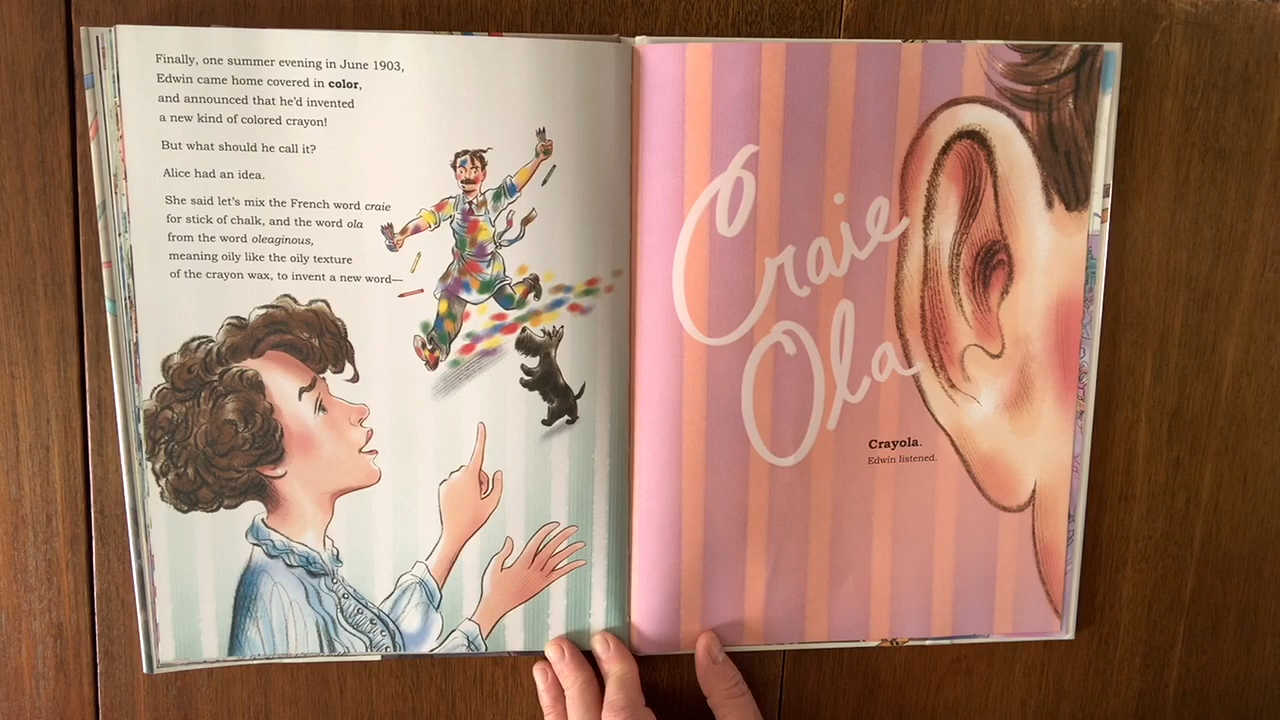 Finally, one summer evening in June 1903,
Edwin came home covered in color,
and announced that he'd invented
a new kind of colored crayon!
But what should he call it?
Alice had an idea.
She said let's mix the French word craie
for stick of chalk, and the word ola
from the word oleaginous,
meaning oily like the oily texture
of the crayon wax, to invent a new word—
Craie
Ola
Crayola.
Edwin listened.